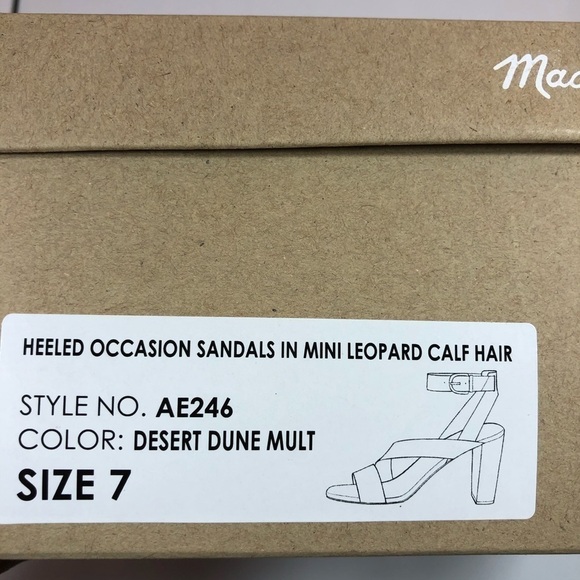 HEELED OCCASION SANDALS IN MINI LEOPARD CALF HAIR
STYLE NO. AE246
COLOR: DESERT DUNE MULT
SIZE 7